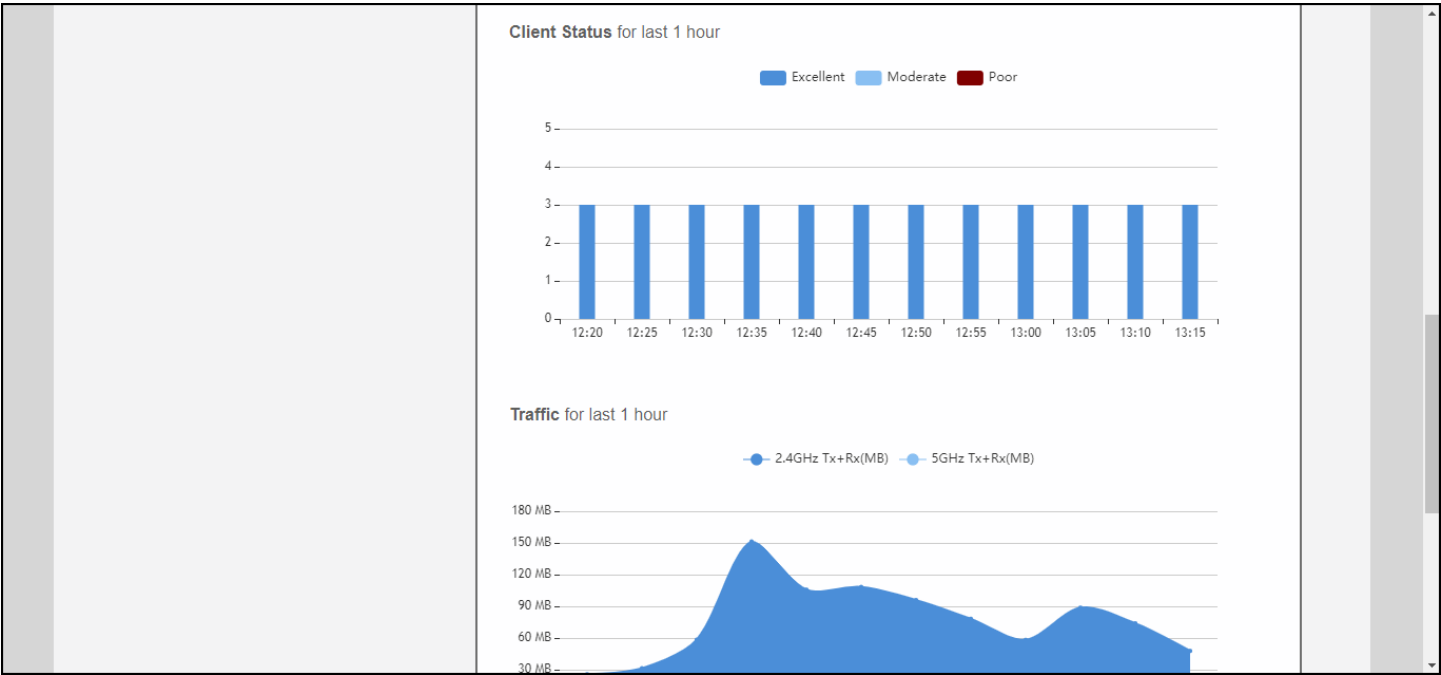 Client Status for last 1 hour
Excellent Moderate Poor
5
4
3
2
1
0
12:20 12:25 12:30 12:35 12:40 12:45 12:50 12:55 13:00 13:05 13:10 13:15
Traffic for last 1 hour
2.4GHz Tx+Rx(MB) 5GHz Tx+Rx(MB)
180 MB
150 MB
120 MB
90 MB
60 MB
30 MB